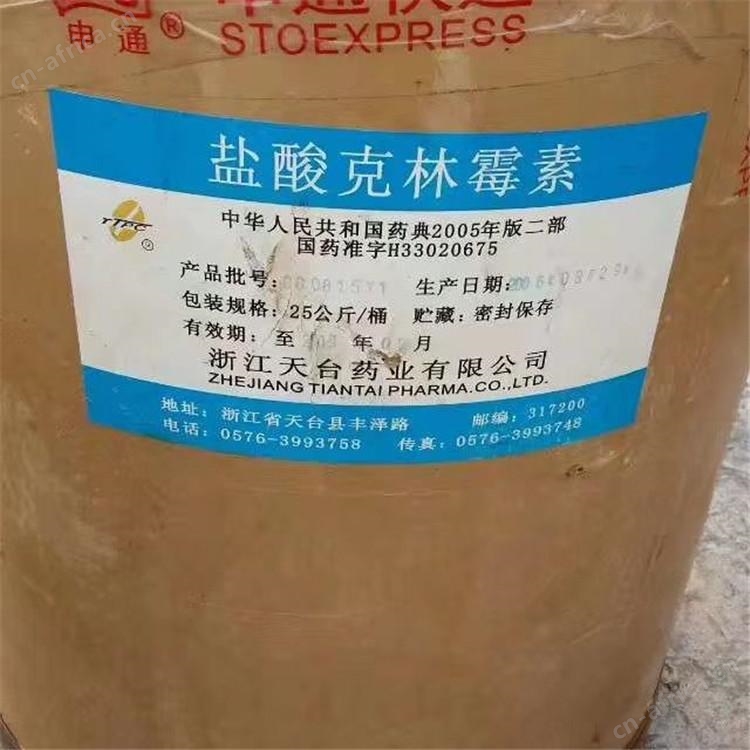 申通®
STOEXPRESS
盐酸克林霉素
TTPC®
中华人民共和国药典2005年版二部
国药准字H33020675
产品批号: 生产日期:
包装规格: 25公斤/桶 贮藏: 密封保存
有效期: 至 年 月
浙江天台药业有限公司
ZHEJIANG TIANTAI PHARMA.CO.,LTD.
地址: 浙江省天台县丰泽路 邮编: 317200
电话: 0576-3993758 传真: 0576-3993748